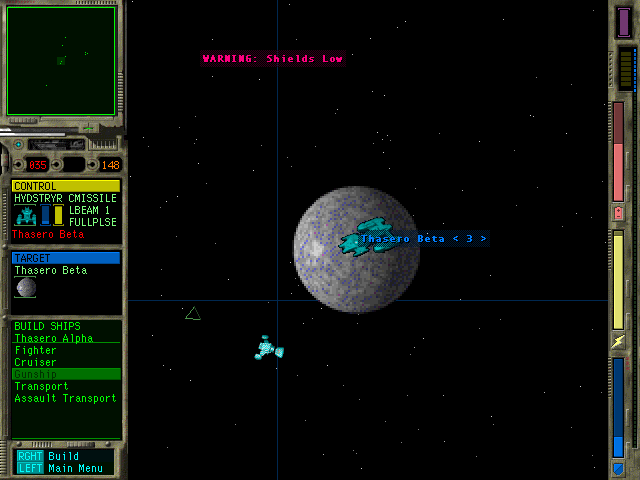 WARNING: Shields Low
035 148
CONTROL
HVDSTRYR CMISSILE
LBEAM 1
FULLPLSE
Thasero Beta
Thasero Beta < 3 >
TARGET
Thasero Beta
BUILD SHIPS
Thasero Alpha
Fighter
Cruiser
Gunship
Transport
Assault Transport
RGHT Build
LEFT Main Menu